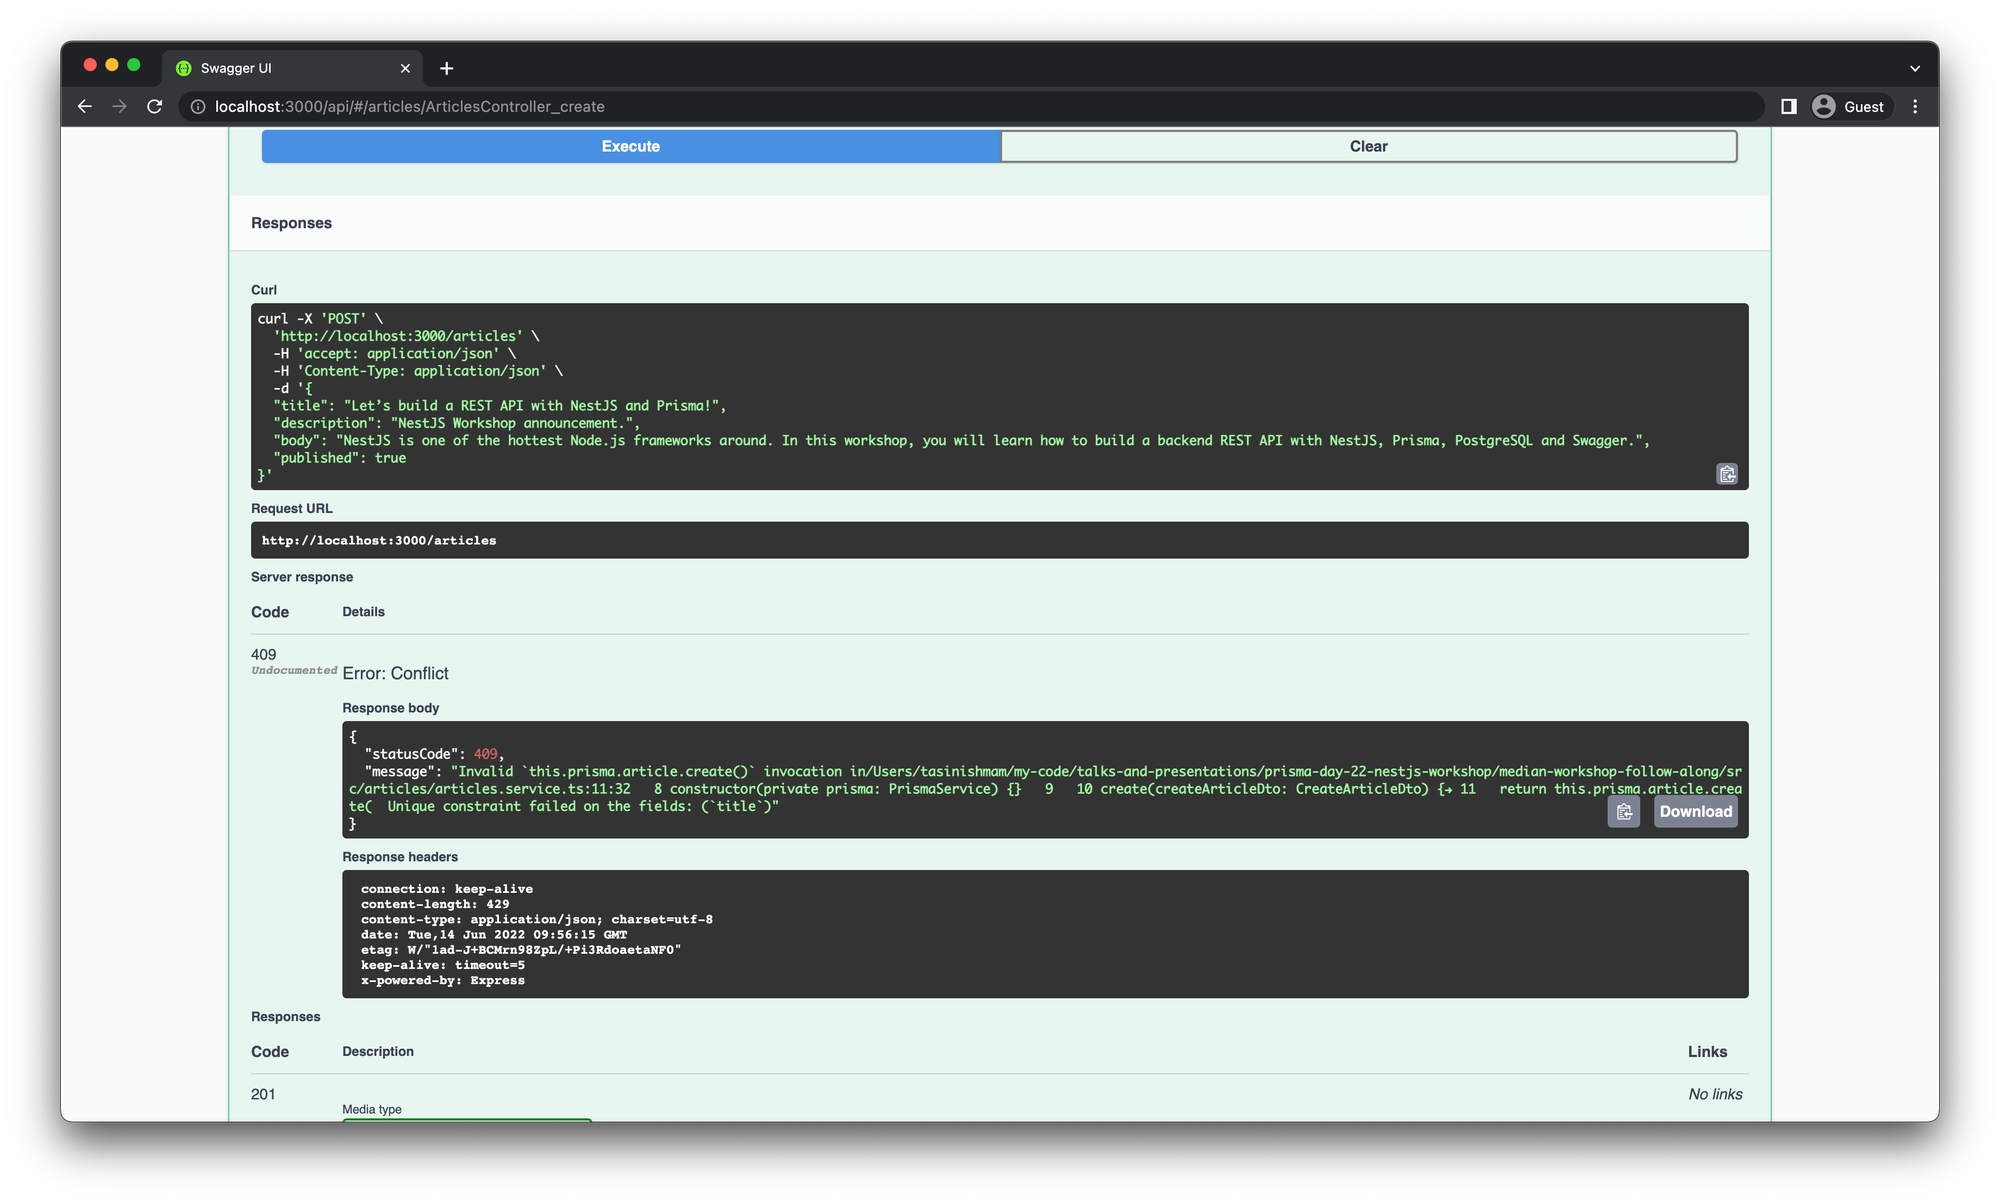 Swagger UI
localhost:3000/api/#/articles/ArticlesController_create
Guest
Execute
Clear
Responses
Curl
curl -X 'POST' \
'http://localhost:3000/articles' \
-H 'accept: application/json' \
-H 'Content-Type: application/json' \
-d '{
"title": "Let’s build a REST API with NestJS and Prisma!",
"description": "NestJS Workshop announcement.",
"body": "NestJS is one of the hottest Node.js frameworks around. In this workshop, you will learn how to build a backend REST API with NestJS, Prisma, PostgreSQL and Swagger.",
"published": true
}'
Request URL
http://localhost:3000/articles
Server response
Code Details
409
Undocumented
Error: Conflict
Response body
{
"statusCode": 409,
"message": "Invalid `this.prisma.article.create()` invocation in/Users/tasinishmam/my-code/talks-and-presentations/prisma-day-22-nestjs-workshop/median-workshop-follow-along/sr
c/articles/articles.service.ts:11:32   8 constructor(private prisma: PrismaService) {}   9   10 create(createArticleDto: CreateArticleDto) {→ 11   return this.prisma.article.crea
te(  Unique constraint failed on the fields: (`title`)"
}
Download
Response headers
connection: keep-alive
content-length: 429
content-type: application/json; charset=utf-8
date: Tue,14 Jun 2022 09:56:15 GMT
etag: W/"1ad-J+BCMrn98ZpL/+Pi3RdoaetaNF0"
keep-alive: timeout=5
x-powered-by: Express
Responses
Code Description Links
201
No links
Media type